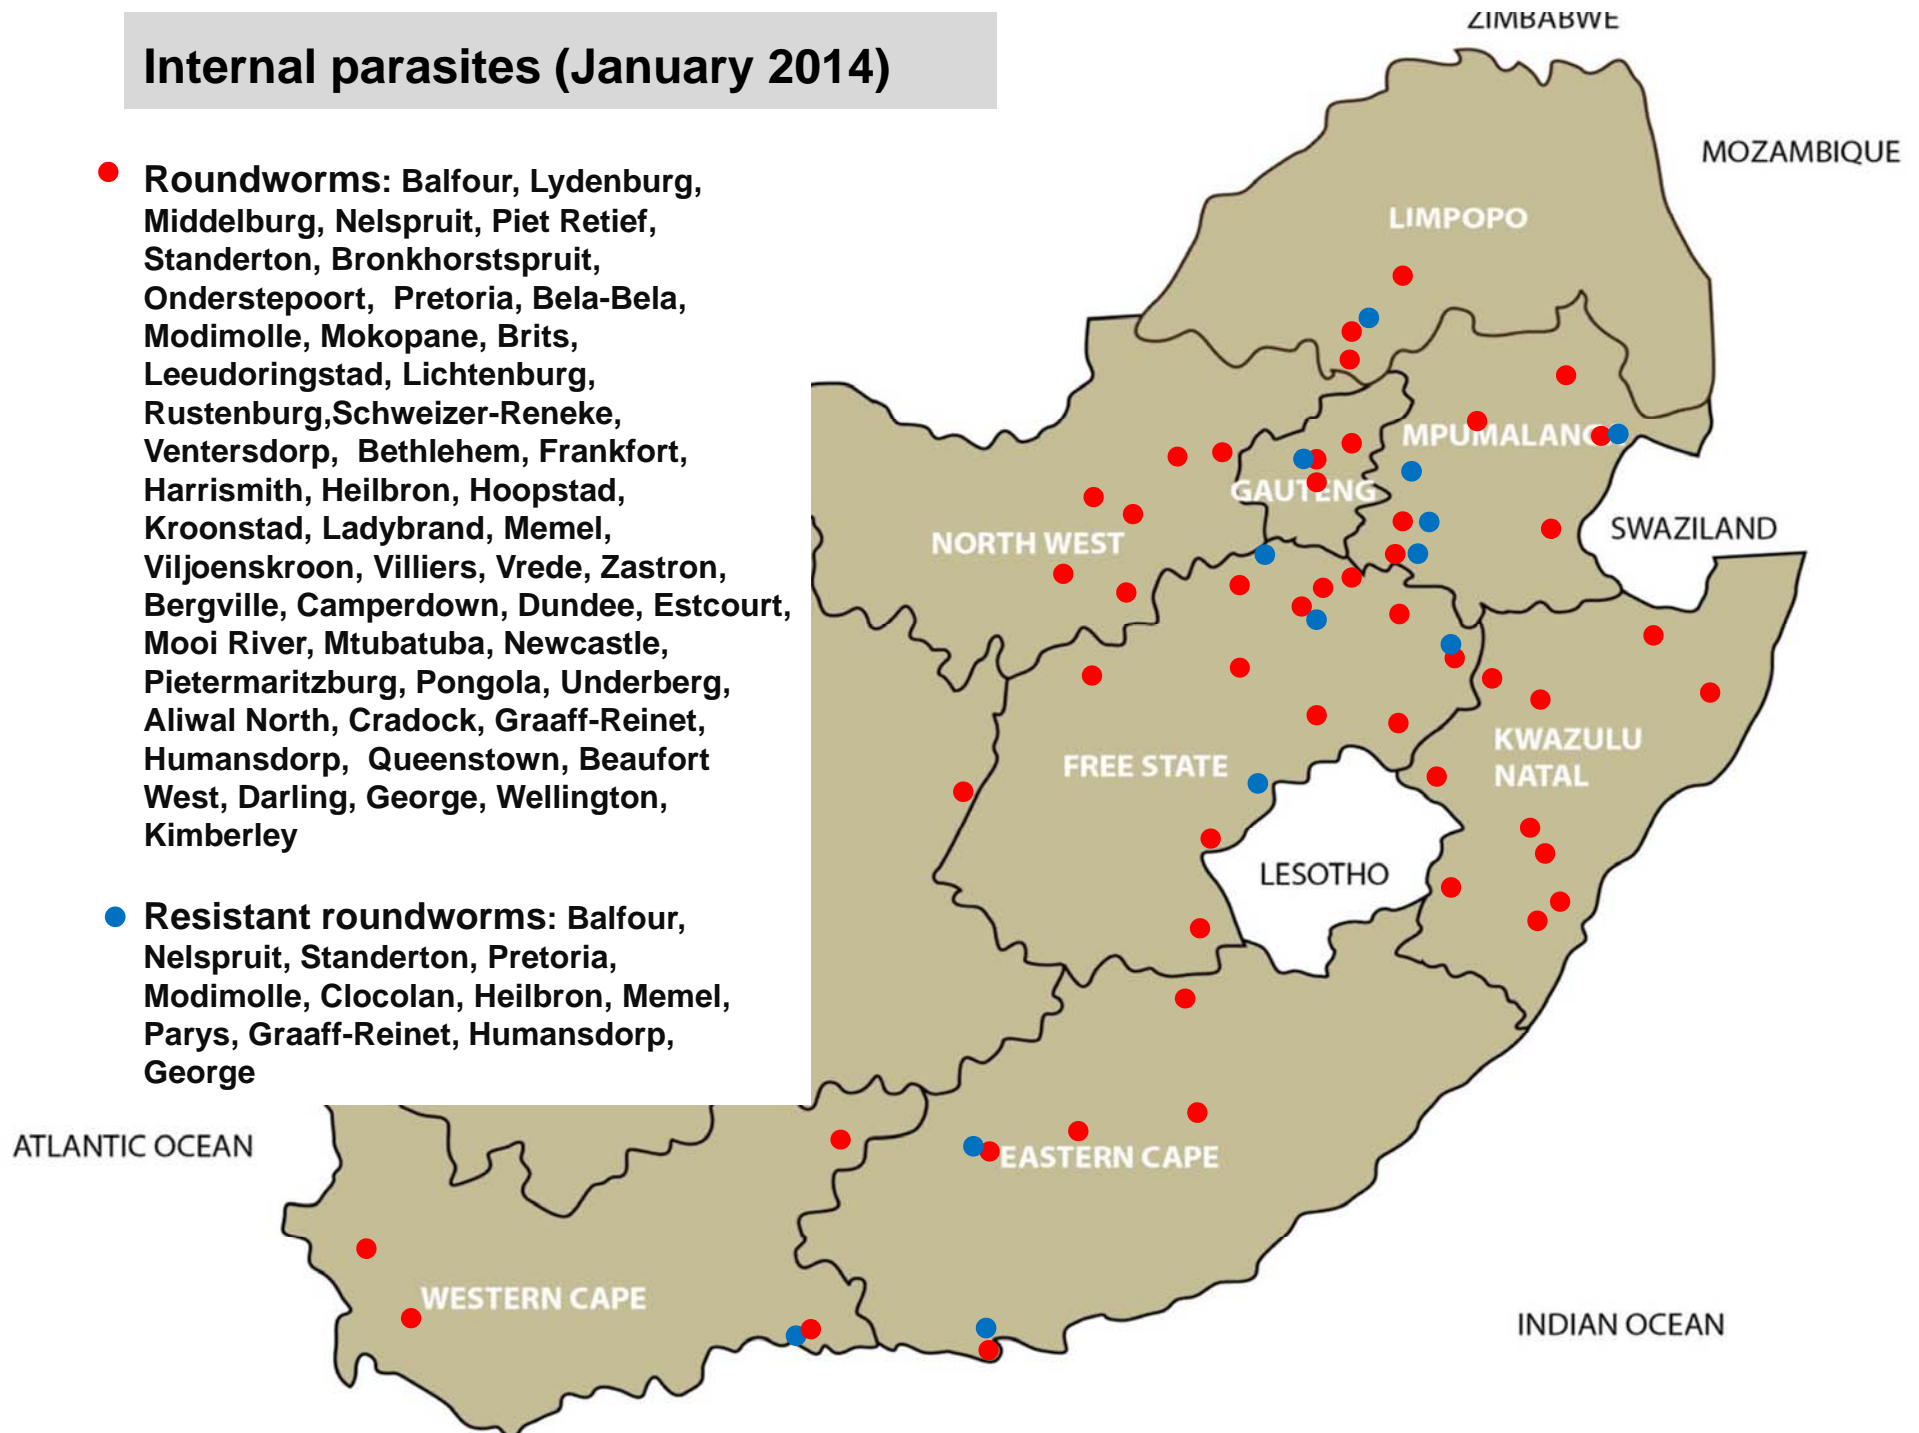 Internal parasites (January 2014)
Roundworms: Balfour, Lydenburg,
Middelburg, Nelspruit, Piet Retief,
Standerton, Bronkhorstspruit,
Onderstepoort, Pretoria, Bela-Bela,
Modimolle, Mokopane, Brits,
Leeudoringstad, Lichtenburg,
Rustenburg,Schweizer-Reneke,
Ventersdorp, Bethlehem, Frankfort,
Harrismith, Heilbron, Hoopstad,
Kroonstad, Ladybrand, Memel,
Viljoenskroon, Villiers, Vrede, Zastron,
Bergville, Camperdown, Dundee, Estcourt,
Mooi River, Mtubatuba, Newcastle,
Pietermaritzburg, Pongola, Underberg,
Aliwal North, Cradock, Graaff-Reinet,
Humansdorp, Queenstown, Beaufort
West, Darling, George, Wellington,
Kimberley
Resistant roundworms: Balfour,
Nelspruit, Standerton, Pretoria,
Modimolle, Clocolan, Heilbron, Memel,
Parys, Graaff-Reinet, Humansdorp,
George
ZIMBABWE
MOZAMBIQUE
LIMPOPO
MPUMALANGA
GAUTENG
NORTH WEST
SWAZILAND
KWAZULU
NATAL
FREE STATE
LESOTHO
ATLANTIC OCEAN
EASTERN CAPE
WESTERN CAPE
INDIAN OCEAN